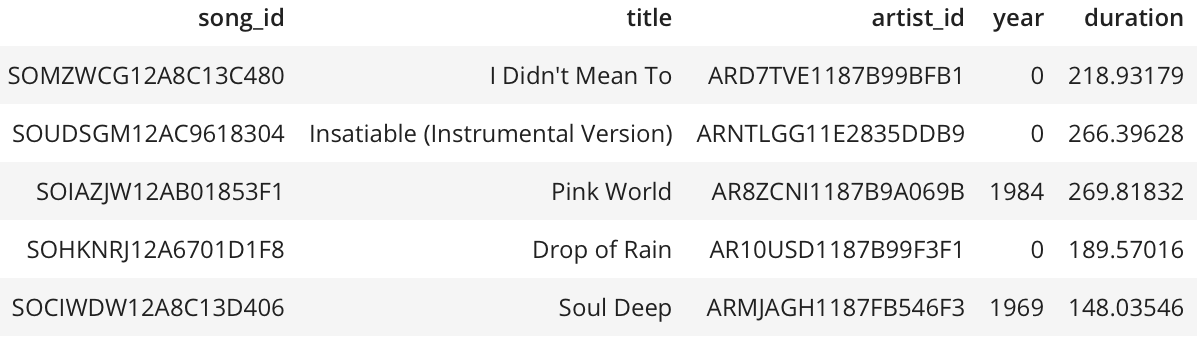 song_id title artist_id year duration
SOMZWCG12A8C13C480 I Didn't Mean To ARD7TVE1187B99BFB1 0 218.93179
SOUDSGM12AC9618304 Insatiable (Instrumental Version) ARNTLGG11E2835DDB9 0 266.39628
SOIAZJW12AB01853F1 Pink World AR8ZCNI1187B9A069B 1984 269.81832
SOHKNRJ12A6701D1F8 Drop of Rain AR10USD1187B99F3F1 0 189.57016
SOCIWDW12A8C13D406 Soul Deep ARMJAGH1187FB546F3 1969 148.03546